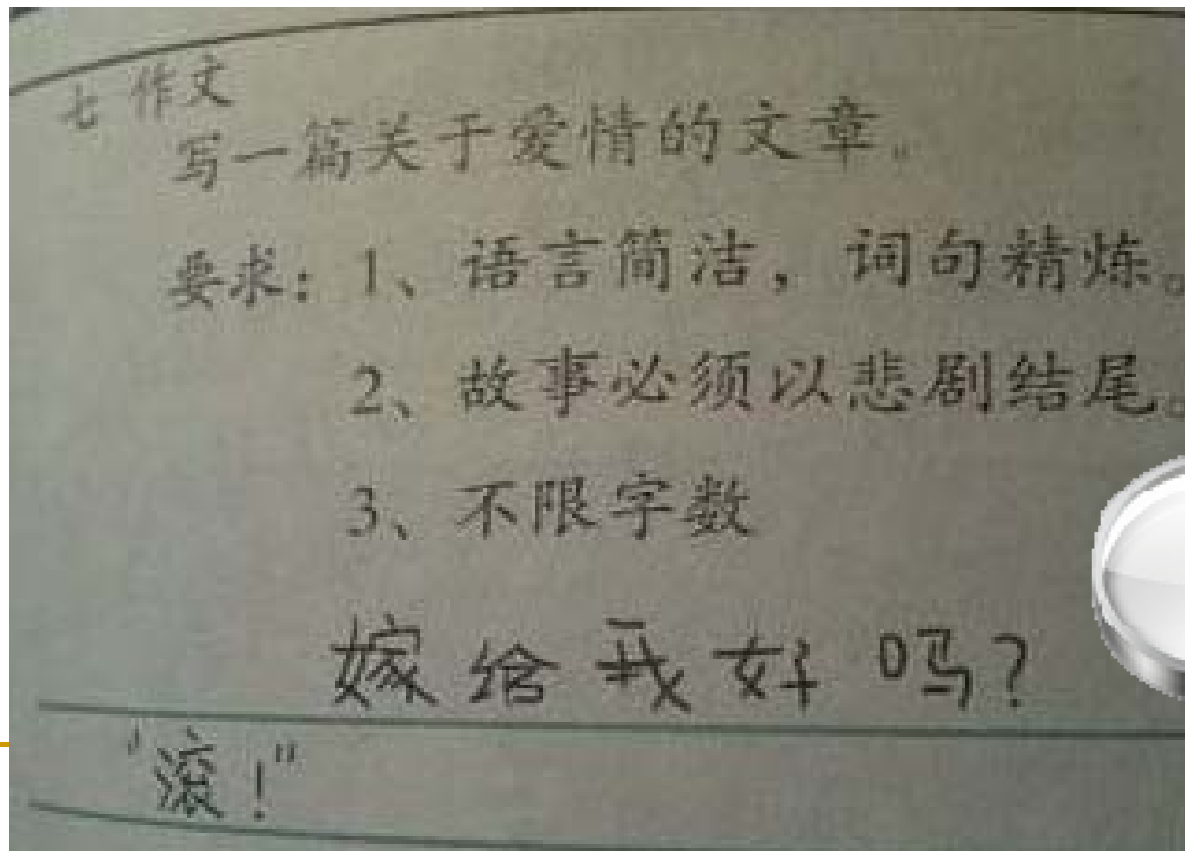 七 作文
写一篇关于爱情的文章。
要求：1、语言简洁，词句精炼。
2、故事必须以悲剧结尾。
3、不限字数
嫁给我好吗？
"滚！"